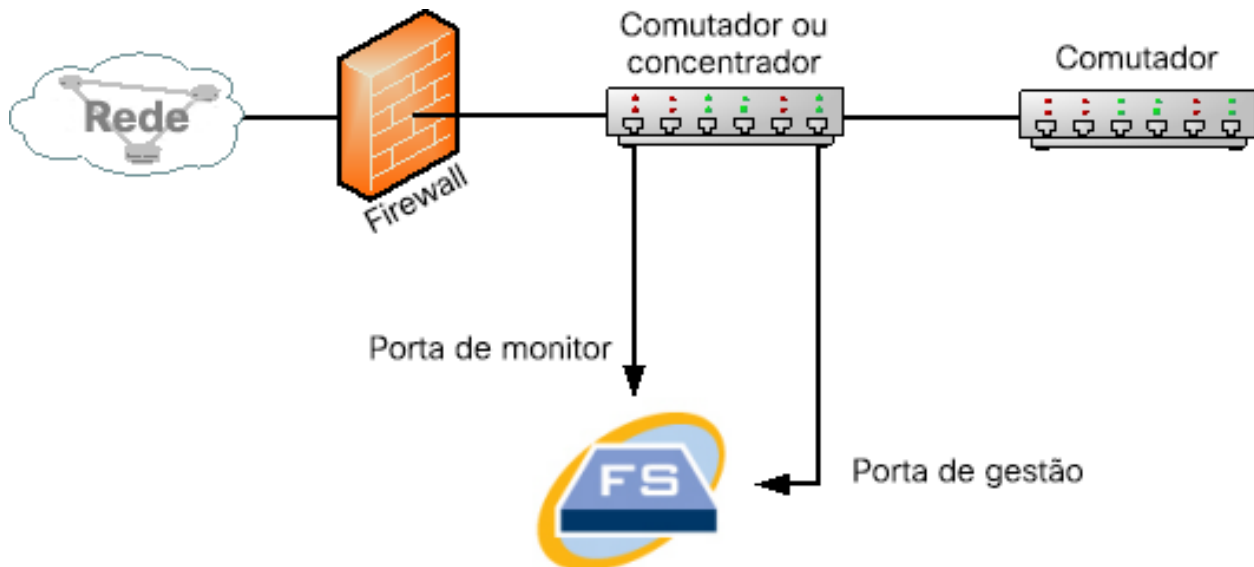 Comutador ou
concentrador
Comutador
Rede
Firewall
Porta de monitor
Porta de gestão
FS